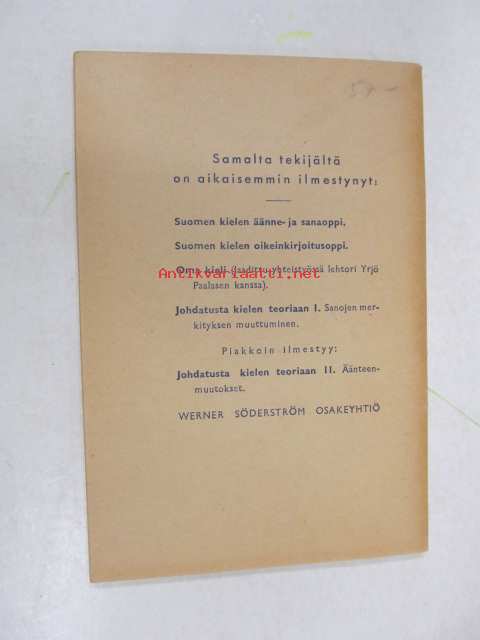 57-
Samalta tekijältä
on aikaisemmin ilmestynyt:
Suomen kielen äänne- ja sanaoppi.
Suomen kielen oikeinkirjoitusoppi.
Oma kieli (laadittu yhteistyössä lehtori Yrjö
Paalasen kanssa).
Antikvariaatti.net
Johdatusta kielen teoriaan I. Sanojen mer-
kityksen muuttuminen.
Piakkoin ilmestyy:
Johdatusta kielen teoriaan II. Äänteen-
muutokset.
WERNER SÖDERSTRÖM OSAKEYHTIÖ